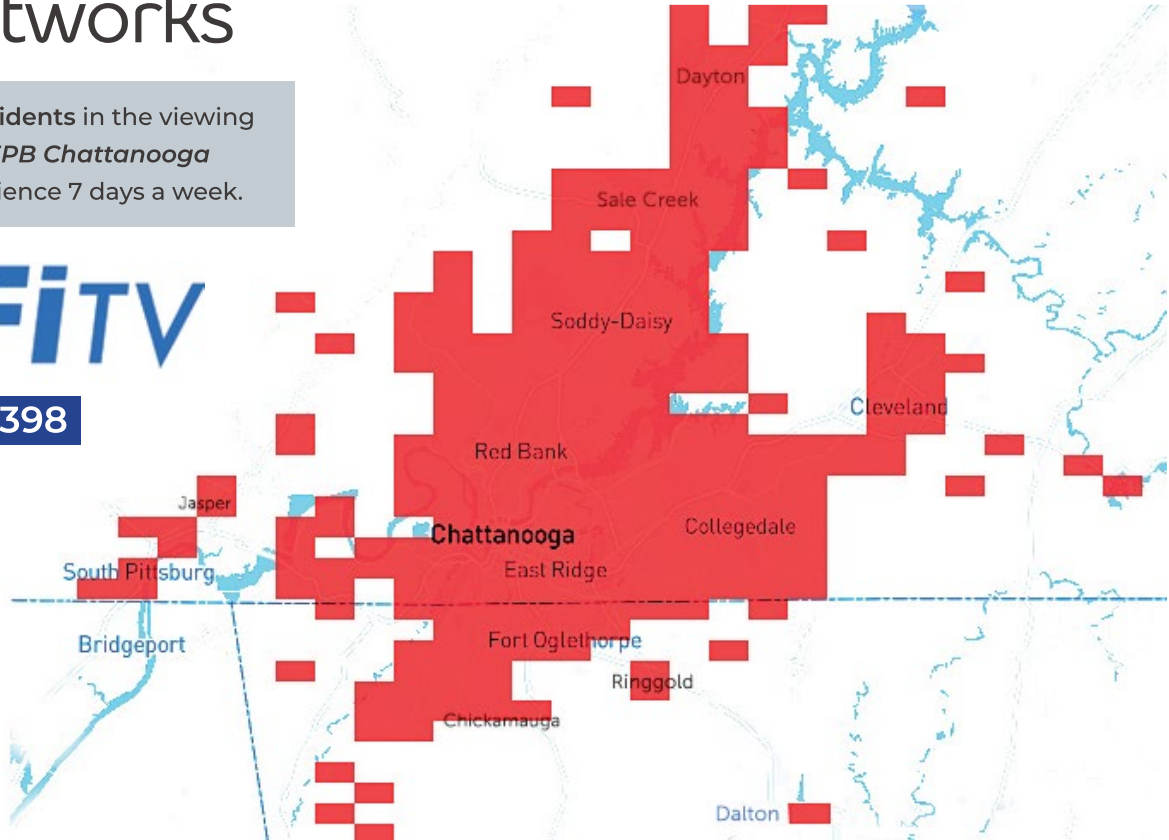 tworks
idents in the viewing
EPB Chattanooga
ience 7 days a week.
FiTV
398
Dayton
Sale Creek
Soddy-Daisy
Cleveland
Red Bank
Jasper
Chattanooga
Collegedale
South Pittsburg
East Ridge
Bridgeport
Fort Oglethorpe
Ringgold
Chickamauga
Dalton